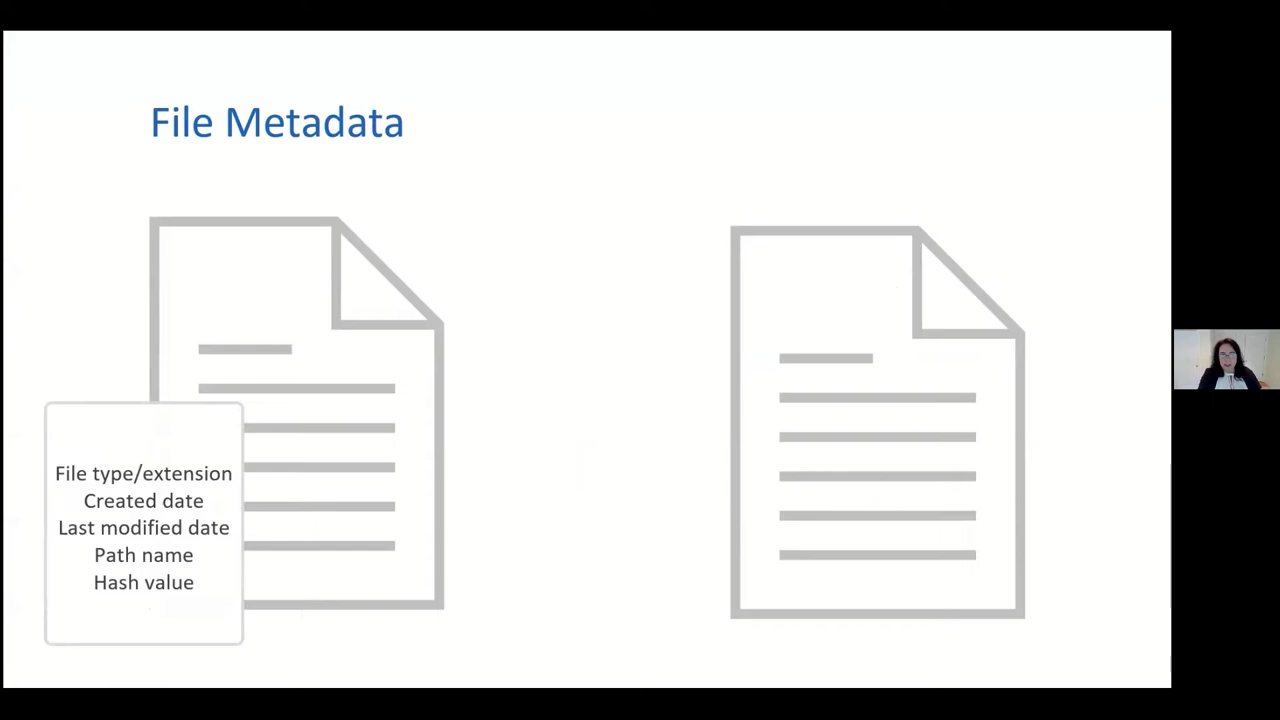 File Metadata
File type/extension
Created date
Last modified date
Path name
Hash value